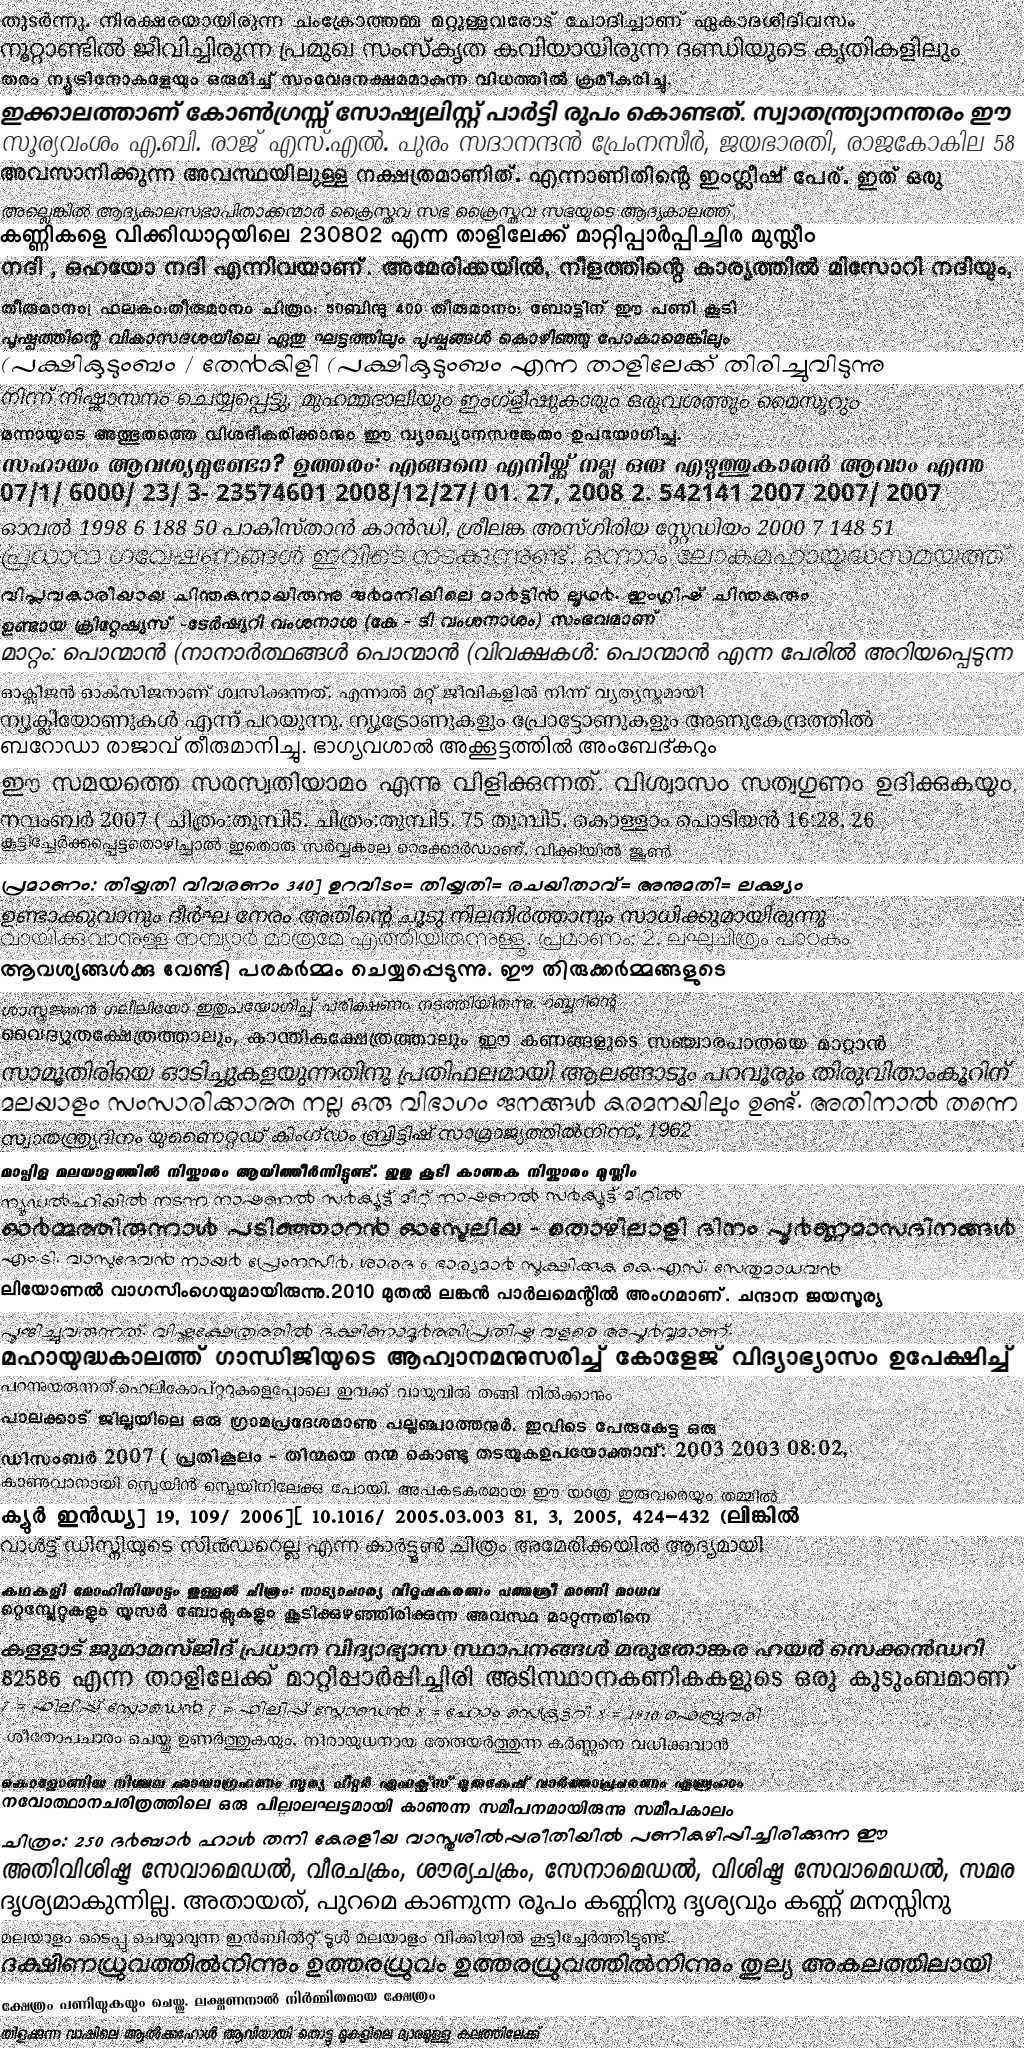 തുടർന്നു. നിരക്ഷരയായിരുന്ന ചംക്രോത്തമ്മ മറ്റുള്ളവരോട് ചോദിച്ചാണ് ഏകാദശിദിവസം
നൂറ്റാണ്ടിൽ ജീവിച്ചിരുന്ന പ്രമുഖ സംസ്കൃത കവിയായിരുന്ന ദണ്ഡിയുടെ കൃതികളിലും
തരം ന്യൂട്രിനോകളേയും ഒരുമിച്ച് സംവേദനക്ഷമമാകുന്ന വിധത്തിൽ ക്രമീകരിച്ചു.
ഇക്കാലത്താണ് കോൺഗ്രസ്സ് സോഷ്യലിസ്റ്റ് പാർട്ടി രൂപം കൊണ്ടത്. സ്വാതന്ത്ര്യാനന്തരം ഈ
സൂര്യവംശം എ.ബി. രാജ് എസ്.എൽ. പുരം സദാനന്ദൻ പ്രേംനസീർ, ജയഭാരതി, രാജകോകില 58
അവസാനിക്കുന്ന അവസ്ഥയിലുള്ള നക്ഷത്രമാണിത്. എന്നാണിതിന്റെ ഇംഗ്ലീഷ് പേര്. ഇത് ഒരു
അല്ലെങ്കിൽ ആദ്യകാലസഭാപിതാക്കന്മാർ ക്രൈസ്തവ സഭ ക്രൈസ്തവ സഭയുടെ ആദ്യകാലത്ത്,
കണ്ണികളെ വിക്കിഡാറ്റയിലെ 230802 എന്ന താളിലേക്ക് മാറ്റിപ്പാർപ്പിച്ചിര മുസ്ലീം
നദി , ഒഹയോ നദി എന്നിവയാണ്. അമേരിക്കയിൽ, നീളത്തിന്റെ കാര്യത്തിൽ മിസോറി നദിയും,
തീരുമാനം| ഫലകം:തീരുമാനം ചിത്രം: 50ബിന്ദു 400 തീരുമാനം: ബോട്ടിന് ഈ പണി കൂടി
പുഷ്പത്തിന്റെ വികാസദശയിലെ ഏതു ഘട്ടത്തിലും പുഷ്പങ്ങൾ കൊഴിഞ്ഞു പോകാമെങ്കിലും
(പക്ഷികുടുംബം / തേൻകിളി (പക്ഷികുടുംബം എന്ന താളിലേക്ക് തിരിച്ചുവിടുന്നു
നിന്ന് നിഷ്കാസനം ചെയ്യപ്പെട്ടു, മുഹമ്മദാലിയും ഇംഗ്ളീഷുകാരും ഒരുവശത്തും മൈസൂറും
മന്നായുടെ അത്ഭുതത്തെ വിശദീകരിക്കാനും ഈ വ്യാഖ്യാനസങ്കേതം ഉപയോഗിച്ചു.
സഹായം ആവശ്യമുണ്ടോ? ഉത്തരം: എങ്ങനെ എനിയ്ക്ക് നല്ല ഒരു എഴുത്തുകാരൻ ആവാം എന്നു
07/1/ 6000/ 23/ 3- 23574601 2008/12/27/ 01. 27, 2008 2. 542141 2007 2007/ 2007
ഓവൽ 1998 6 188 50 പാകിസ്താൻ കാൻഡി, ശ്രീലങ്ക അസ്ഗിരിയ സ്റ്റേഡിയം 2000 7 148 51
പ്രധാന ഗവേഷണങ്ങൾ ഇവിടെ നടക്കുന്നുണ്ട്. ഒന്നാം ലോകമഹായുദ്ധസമയത്ത്
വിപ്ലവകാരിയായ ചിന്തകനായിരുന്നു ജർമനിയിലെ മാർട്ടിൻ ലൂഥർ. ഇംഗ്ലിഷ് ചിന്തകരും
ഉണ്ടായ ക്രിറ്റേഷ്യസ് -ടേർഷ്യറി വംശനാശ (കേ - ടി വംശനാശം) സംഭവമാണ്
മാറ്റം: പൊന്മാൻ (നാനാർത്ഥങ്ങൾ പൊന്മാൻ (വിവക്ഷകൾ: പൊന്മാൻ എന്ന പേരിൽ അറിയപ്പെടുന്ന
ഓക്സിജൻ ഓക്സിജനാണ് ശ്വസിക്കുന്നത്. എന്നാൽ മറ്റ് ജീവികളിൽ നിന്ന് വ്യത്യസ്തമായി
ന്യൂക്ലിയോണുകൾ എന്ന് പറയുന്നു. ന്യൂട്രോണുകളും പ്രോട്ടോണുകളും അണുകേന്ദ്രത്തിൽ
ബറോഡാ രാജാവ് തീരുമാനിച്ചു. ഭാഗ്യവശാൽ അക്കൂട്ടത്തിൽ അംബേദ്കറും
ഈ സമയത്തെ സരസ്വതിയാമം എന്നു വിളിക്കുന്നത്. വിശ്വാസം സത്വഗുണം ഉദിക്കുകയും,
നവംബർ 2007 ( ചിത്രം:തുമ്പി5. ചിത്രം:തുമ്പി5. 75 തുമ്പി5. കൊള്ളാം പൊടിയൻ 16:28, 26
കൂട്ടിച്ചേർക്കപ്പെട്ടതൊഴിച്ചാൽ ഇതൊരു സർവ്വകാല റെക്കോർഡാണ്. വിക്കിയിൽ ജൂൺ
പ്രമാണം: തിയ്യതി വിവരണം 340] ഉറവിടം= തിയ്യതി= രചയിതാവ്= അനുമതി= ലക്ഷ്യം
ഉണ്ടാക്കുവാനും ദീർഘ നേരം അതിന്റെ ചൂടു നിലനിർത്താനും സാധിക്കുമായിരുന്നു
വായിക്കുവാനുള്ള നമ്പ്യാർ മാത്രമേ എത്തിയിരുന്നുള്ളൂ. പ്രമാണം: 2. ലഘുചിത്രം പാഠകം
ആവശ്യങ്ങൾക്കു വേണ്ടി പരകർമ്മം ചെയ്യപ്പെടുന്നു. ഈ തിരുക്കർമ്മങ്ങളുടെ
ശാസ്ത്രജ്ഞൻ ഗലീലിയോ ഇതുപയോഗിച്ച് പരീക്ഷണം നടത്തിയിരുന്നു. റബ്ബറിന്റെ
വൈദ്യുതക്ഷേത്രത്താലും, കാന്തികക്ഷേത്രത്താലും ഈ കണങ്ങളുടെ സഞ്ചാരപാതയെ മാറ്റാൻ
സാമൂതിരിയെ ഓടിച്ചുകളയുന്നതിനു പ്രതിഫലമായി ആലങ്ങാടും പറവൂരും തിരുവിതാംകൂറിന്
മലയാളം സംസാരിക്കാത്ത നല്ല ഒരു വിഭാഗം ജനങ്ങൾ കരമനയിലും ഉണ്ട്. അതിനാൽ തന്നെ
സ്വാതന്ത്ര്യദിനം യുണൈറ്റഡ് കിംഗ്ഡം ബ്രിട്ടിഷ് സാമ്രാജ്യത്തിൽനിന്ന്, 1962
മാപ്പിള മലയാളത്തിൽ നിസ്കാരം ആയിത്തീർന്നിട്ടുണ്ട്. ഇതു കൂടി കാണുക നിസ്കാരം മുസ്ലിം
ന്യൂഡൽഹിയിൽ നടന്ന നാഷണൽ സർക്യൂട്ട് മീറ്റ് നാഷണൽ സർക്യൂട്ട് മീറ്റിൽ
ഓർമ്മത്തിരുന്നാൾ പടിഞ്ഞാറൻ ഓസ്ട്രേലിയ - തൊഴിലാളി ദിനം പൂർണ്ണമാസദിനങ്ങൾ
എം.ടി. വാസുദേവൻ നായർ പ്രേംനസീർ, ശാരദ 6 ഭാര്യമാർ സൂക്ഷിക്കുക കെ.എസ്. സേതുമാധവൻ
ലിയോണൽ വാഗസിംഗെയുമായിരുന്നു.2010 മുതൽ ലങ്കൻ പാർലമെന്റിൽ അംഗമാണ്. ചന്ദാന ജയസൂര്യ
പൂജിച്ചുവരുന്നത്. വിഷ്ണുക്ഷേത്രത്തിൽ ദക്ഷിണാമൂർത്തിപ്രതിഷ്ഠ വളരെ അപൂർവ്വമാണ്.
മഹായുദ്ധകാലത്ത് ഗാന്ധിജിയുടെ ആഹ്വാനമനുസരിച്ച് കോളേജ് വിദ്യാഭ്യാസം ഉപേക്ഷിച്ച്
പറന്നുയരുന്നത്.ഹെലികോപ്റ്ററുകളെപ്പോലെ ഇവക്ക് വായുവിൽ തങ്ങി നിൽക്കാനും
പാലക്കാട് ജില്ലയിലെ ഒരു ഗ്രാമപ്രദേശമാണു പല്ലഞ്ചാത്തനൂർ. ഇവിടെ പേരുകേട്ട ഒരു
ഡിസംബർ 2007 ( പ്രതികൂലം - തിന്മയെ നന്മ കൊണ്ടു തടയുകഉപയോക്താവ്: 2003 2003 08:02,
കാണുവാനായി സ്പെയിൻ സ്പെയിനിലേക്കു പോയി. അപകടകരമായ ഈ യാത്ര ഇരുവരെയും തമ്മിൽ
ക്യുർ ഇൻഡ്യ] 19, 109/ 2006][ 10.1016/ 2005.03.003 81, 3, 2005, 424–432 (ലിങ്കിൽ
വാൾട്ട് ഡിസ്നിയുടെ സിൻഡറെല്ല എന്ന കാർട്ടൂൺ ചിത്രം അമേരിക്കയിൽ ആദ്യമായി
കഥകളി മോഹിനിയാട്ടം തുള്ളൽ ചിത്രം: നാട്യാചാര്യ വിദൂഷകരത്നം പത്മശ്രീ മാണി മാധവ
റ്റെമ്പ്ലേറ്റുകളും യൂസർ ബോക്സുകളും കൂടിക്കുഴഞ്ഞിരിക്കുന്ന അവസ്ഥ മാറ്റുന്നതിനെ
കള്ളാട് ജുമാമസ്ജിദ് പ്രധാന വിദ്യാഭ്യാസ സ്ഥാപനങ്ങൾ മരുതോങ്കര ഹയർ സെക്കൻഡറി
82586 എന്ന താളിലേക്ക് മാറ്റിപ്പാർപ്പിച്ചിരി അടിസ്ഥാനകണികകളുടെ ഒരു കുടുംബമാണ്
7 = ഫിലിപ്പ് സ്നോഡെൻ 7 = ഫിലിപ്പ് സ്നോഡെൻ 8 = ഹോം സെക്രട്ടറി 8 = 1910 ഫെബ്രുവരി
ശീതോപചാരം ചെയ്തു ഉണർത്തുകയും, നിരായുധനായ തേരുയർത്തുന്ന കർണ്ണനെ വധിക്കുവാൻ
കൊളോണിയ നിശ്ചല ഛായാഗ്രഹണം നൃത്യ പീറ്റർ എഫക്ട്സ് മുരുകേഷ് വാർത്താപ്രചരണം എബ്രഹാം
നവോത്ഥാനചരിത്രത്തിലെ ഒരു പില്ലാലഘട്ടമായി കാണുന്ന സമീപനമായിരുന്നു സമീപകാലം
ചിത്രം: 250 ദർബാർ ഹാൾ തനി കേരളീയ വാസ്തുശിൽപ്പരീതിയിൽ പണികഴിപ്പിച്ചിരിക്കുന്ന ഈ
അതിവിശിഷ്ട സേവാമെഡൽ, വീരചക്രം, ശൗര്യചക്രം, സേനാമെഡൽ, വിശിഷ്ട സേവാമെഡൽ, സമര
ദൃശ്യമാകുന്നില്ല. അതായത്, പുറമെ കാണുന്ന രൂപം കണ്ണിനു ദൃശ്യവും കണ്ണ് മനസ്സിനു
മലയാളം ടൈപ്പു ചെയ്യാവുന്ന ഇൻബിൽറ്റ് ടൂൾ മലയാളം വിക്കിയിൽ കൂട്ടിച്ചേർത്തിട്ടുണ്ട്.
ദക്ഷിണധ്രുവത്തിൽനിന്നും ഉത്തരധ്രുവം ഉത്തരധ്രുവത്തിൽനിന്നും തുല്യ അകലത്തിലായി
ക്ഷേത്രം പണിയുകയും ചെയ്തു. ലക്ഷ്മണനാൽ നിർമ്മിതമായ ക്ഷേത്രം
തിളക്കുന്ന വാഷിലെ ആൽക്കഹോൾ ആവിയായി തൊട്ടു മുകളിലെ ദ്വാരമുള്ള കലത്തിലേക്ക്